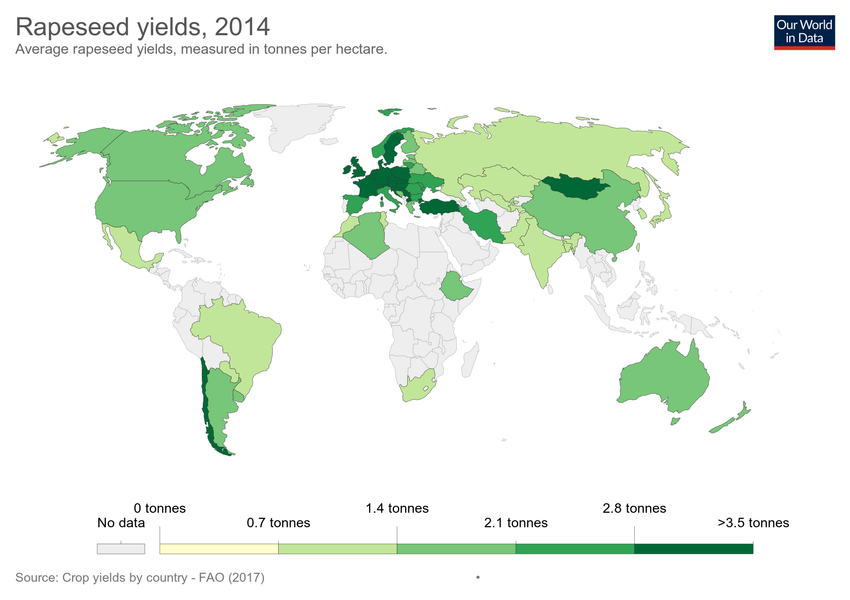 Rapeseed yields, 2014
Average rapeseed yields, measured in tonnes per hectare.
Our World
in Data
0 tonnes
1.4 tonnes
2.8 tonnes
No data
0.7 tonnes
2.1 tonnes
>3.5 tonnes
Source: Crop yields by country - FAO (2017)
•